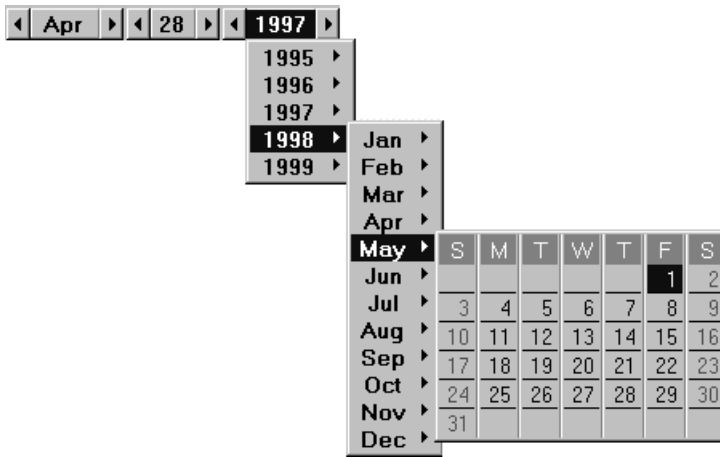 Apr 28 1997
1995
1996
1997
1998
1999
Jan
Feb
Mar
Apr
May
Jun
Jul
Aug
Sep
Oct
Nov
Dec
S M T W T F S
1 2
3 4 5 6 7 8 9
10 11 12 13 14 15 16
17 18 19 20 21 22 23
24 25 26 27 28 29 30
31